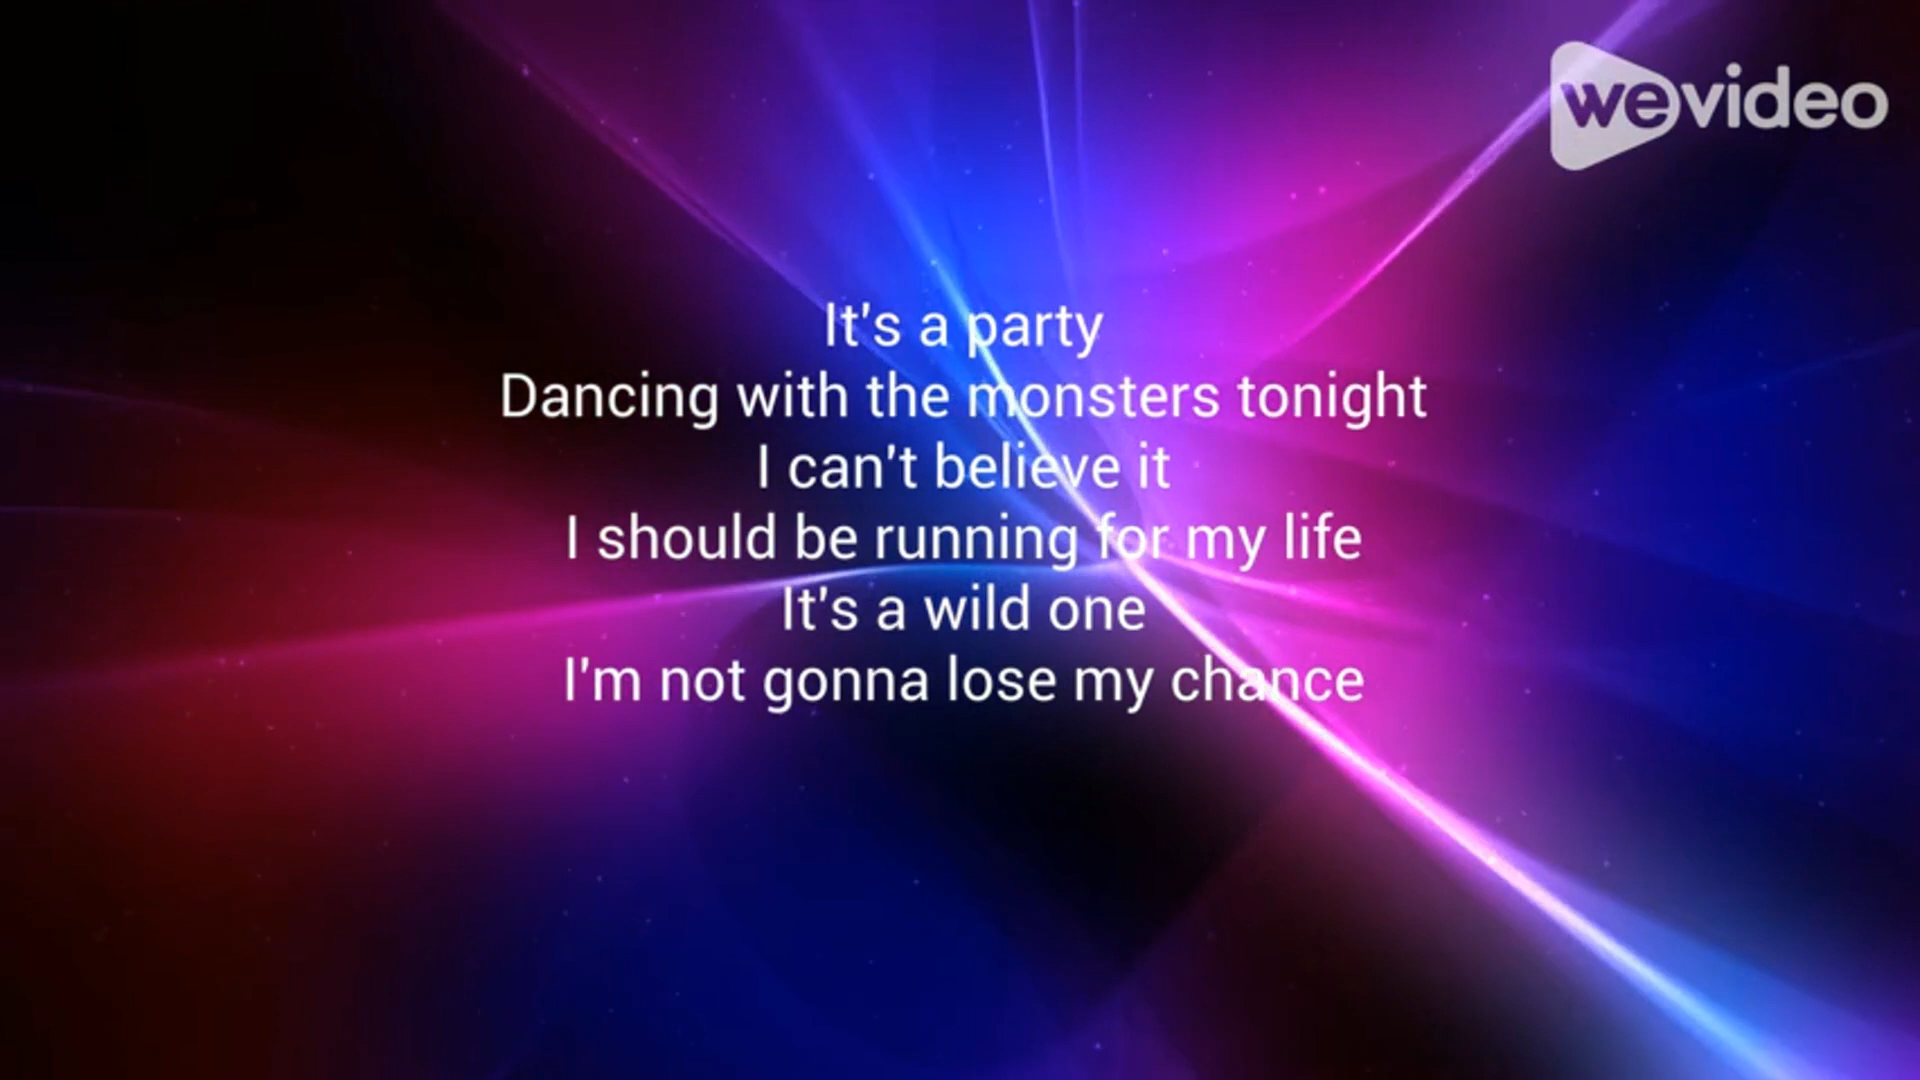 wevideo
It's a party
Dancing with the monsters tonight
I can't believe it
I should be running for my life
It's a wild one
I'm not gonna lose my chance